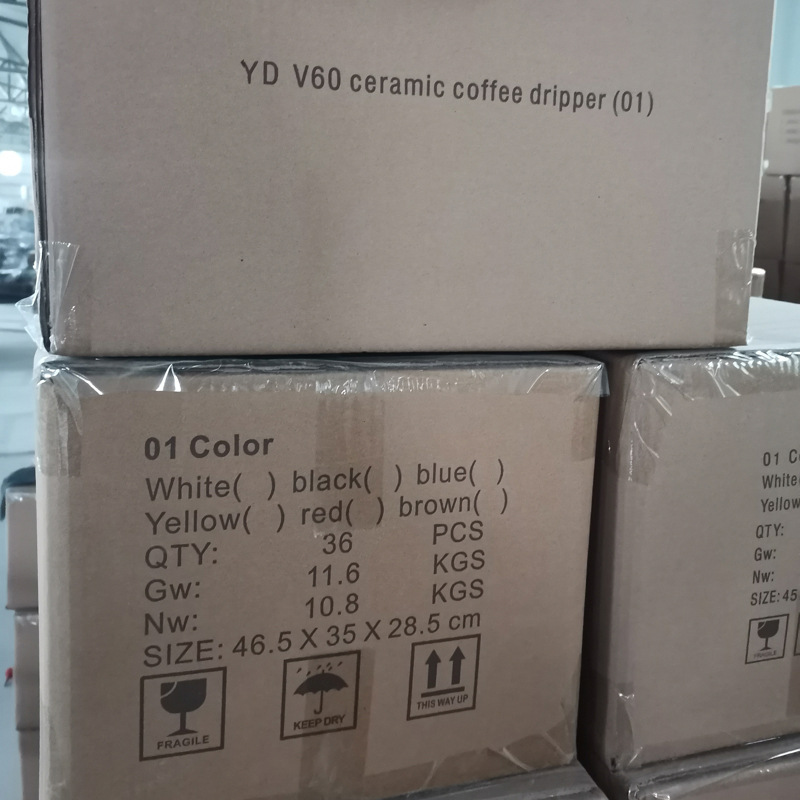 YD V60 ceramic coffee dripper (01)
01 Color
White( ) black( ) blue( )
Yellow( ) red( ) brown( )
QTY: 36 PCS
Gw: 11.6 KGS
Nw: 10.8 KGS
SIZE: 46.5 X 35 X 28.5 cm
FRAGILE
KEEP DRY
THIS WAY UP
01
White
Yellow
QTY:
Gw:
Nw:
SIZE: 45
FRAGILE